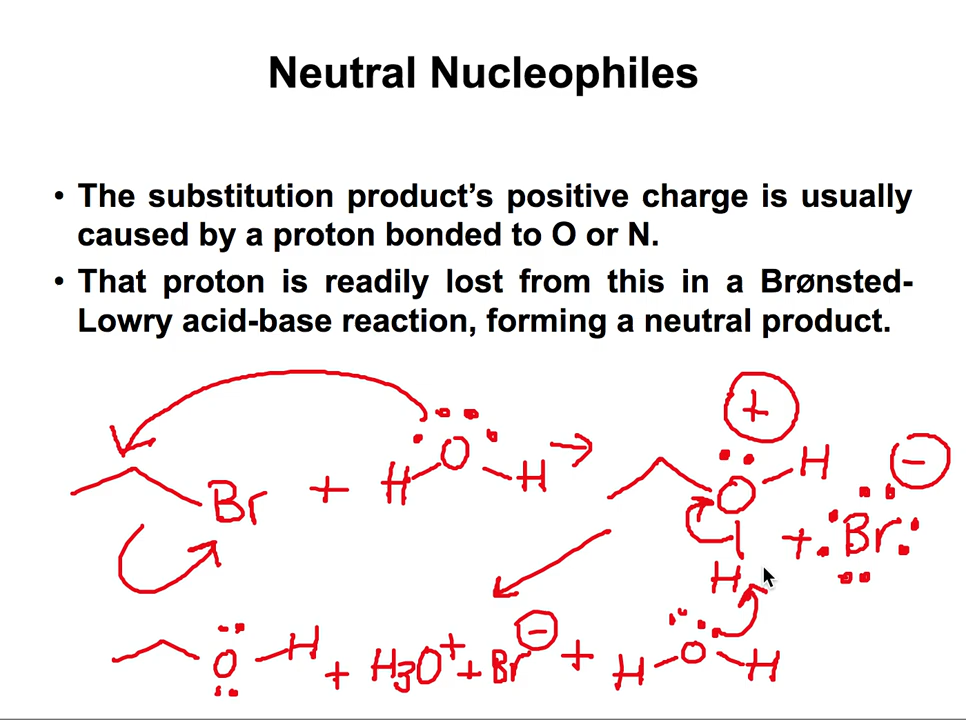 Neutral Nucleophiles
• The substitution product's positive charge is usually
caused by a proton bonded to O or N.
• That proton is readily lost from this in a Brønsted-
Lowry acid-base reaction, forming a neutral product.
Br + H O H → O H H + + Br −
O H + H3O+ + Br − + H O H